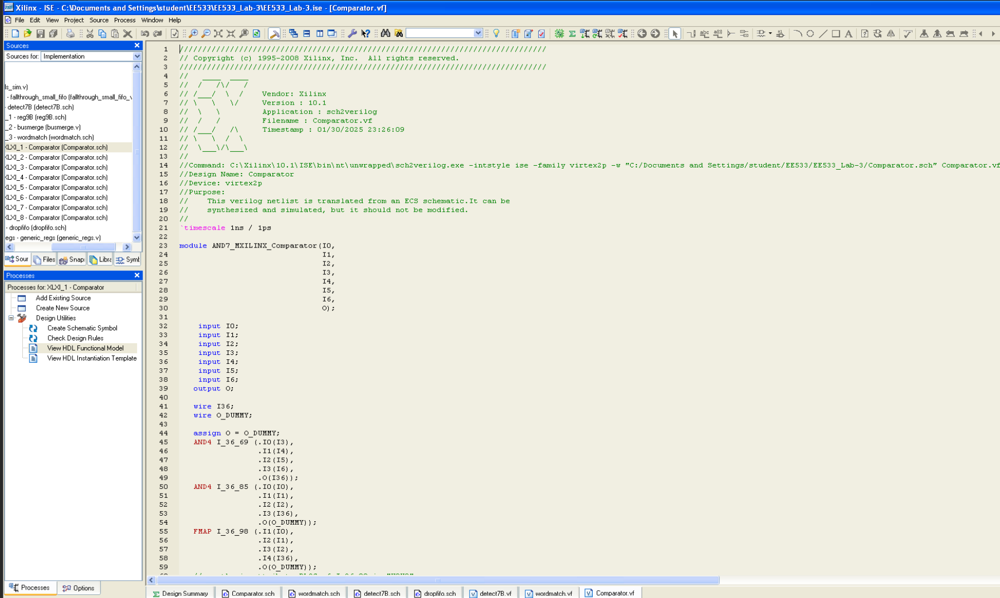 Xilinx - ISE - C:\Documents and Settings\student\EE533\EE533_Lab-3\EE533_Lab-3.ise - [Comparator.vf]
File Edit View Project Source Process Window Help
Sources
Sources for: Implementation
ls_sim.v)
- fallthrough_small_fifo (fallthrough_small_fifo_v
- detect7B (detect7B.sch)
_1 - reg9B (reg9B.sch)
_2 - busmerge (busmerge.v)
_3 - wordmatch (wordmatch.sch)
XLXI_1 - Comparator (Comparator.sch)
XLXI_2 - Comparator (Comparator.sch)
XLXI_3 - Comparator (Comparator.sch)
XLXI_4 - Comparator (Comparator.sch)
XLXI_5 - Comparator (Comparator.sch)
XLXI_6 - Comparator (Comparator.sch)
XLXI_7 - Comparator (Comparator.sch)
XLXI_8 - Comparator (Comparator.sch)
- dropfifo (dropfifo.sch)
egs - generic_regs (generic_regs.v)
Sour Files Snap: Libra Symb
Processes
Processes for: XLXI_1 - Comparator
Add Existing Source
Create New Source
Design Utilities
Create Schematic Symbol
Check Design Rules
View HDL Functional Model
View HDL Instantiation Template
Processes Options
1 ////////////////////////////////////////////////////////////////////////////////
2 // Copyright (c) 1995-2008 Xilinx, Inc.  All rights reserved.
3 ////////////////////////////////////////////////////////////////////////////////
4 //   ____  ____
5 //  /   /\/   /
6 // /___/  \  /    Vendor: Xilinx
7 // \   \   \/     Version : 10.1
8 //  \   \         Application : sch2verilog
9 //  /   /         Filename : Comparator.vf
10 // /___/   /\     Timestamp : 01/30/2025 23:26:09
11 // \   \  /  \
12 //  \___\/\___\
13 //
14 //Command: C:\Xilinx\10.1\ISE\bin\nt\unwrapped\sch2verilog.exe -intstyle ise -family virtex2p -w "C:/Documents and Settings/student/EE533/EE533_Lab-3/Comparator.sch" Comparator.vf
15 //Design Name: Comparator
16 //Device: virtex2p
17 //Purpose:
18 //    This verilog netlist is translated from an ECS schematic.It can be
19 //    synthesized and simulated, but it should not be modified.
20 //
21 `timescale 1ns / 1ps
22
23 module AND7_MXILINX_Comparator(I0,
24 I1,
25 I2,
26 I3,
27 I4,
28 I5,
29 I6,
30 O);
31
32 input I0;
33 input I1;
34 input I2;
35 input I3;
36 input I4;
37 input I5;
38 input I6;
39 output O;
40
41 wire I36;
42 wire O_DUMMY;
43
44 assign O = O_DUMMY;
45 AND4 I_36_69 (.I0(I3),
46 .I1(I4),
47 .I2(I5),
48 .I3(I6),
49 .O(I36));
50 AND4 I_36_85 (.I0(I0),
51 .I1(I1),
52 .I2(I2),
53 .I3(I36),
54 .O(O_DUMMY));
55 FMAP I_36_98 (.I1(I0),
56 .I2(I1),
57 .I3(I2),
58 .I4(I36),
59 .O(O_DUMMY));
Design Summary Comparator.sch wordmatch.sch detect7B.sch dropfifo.sch detect7B.vf wordmatch.vf Comparator.vf